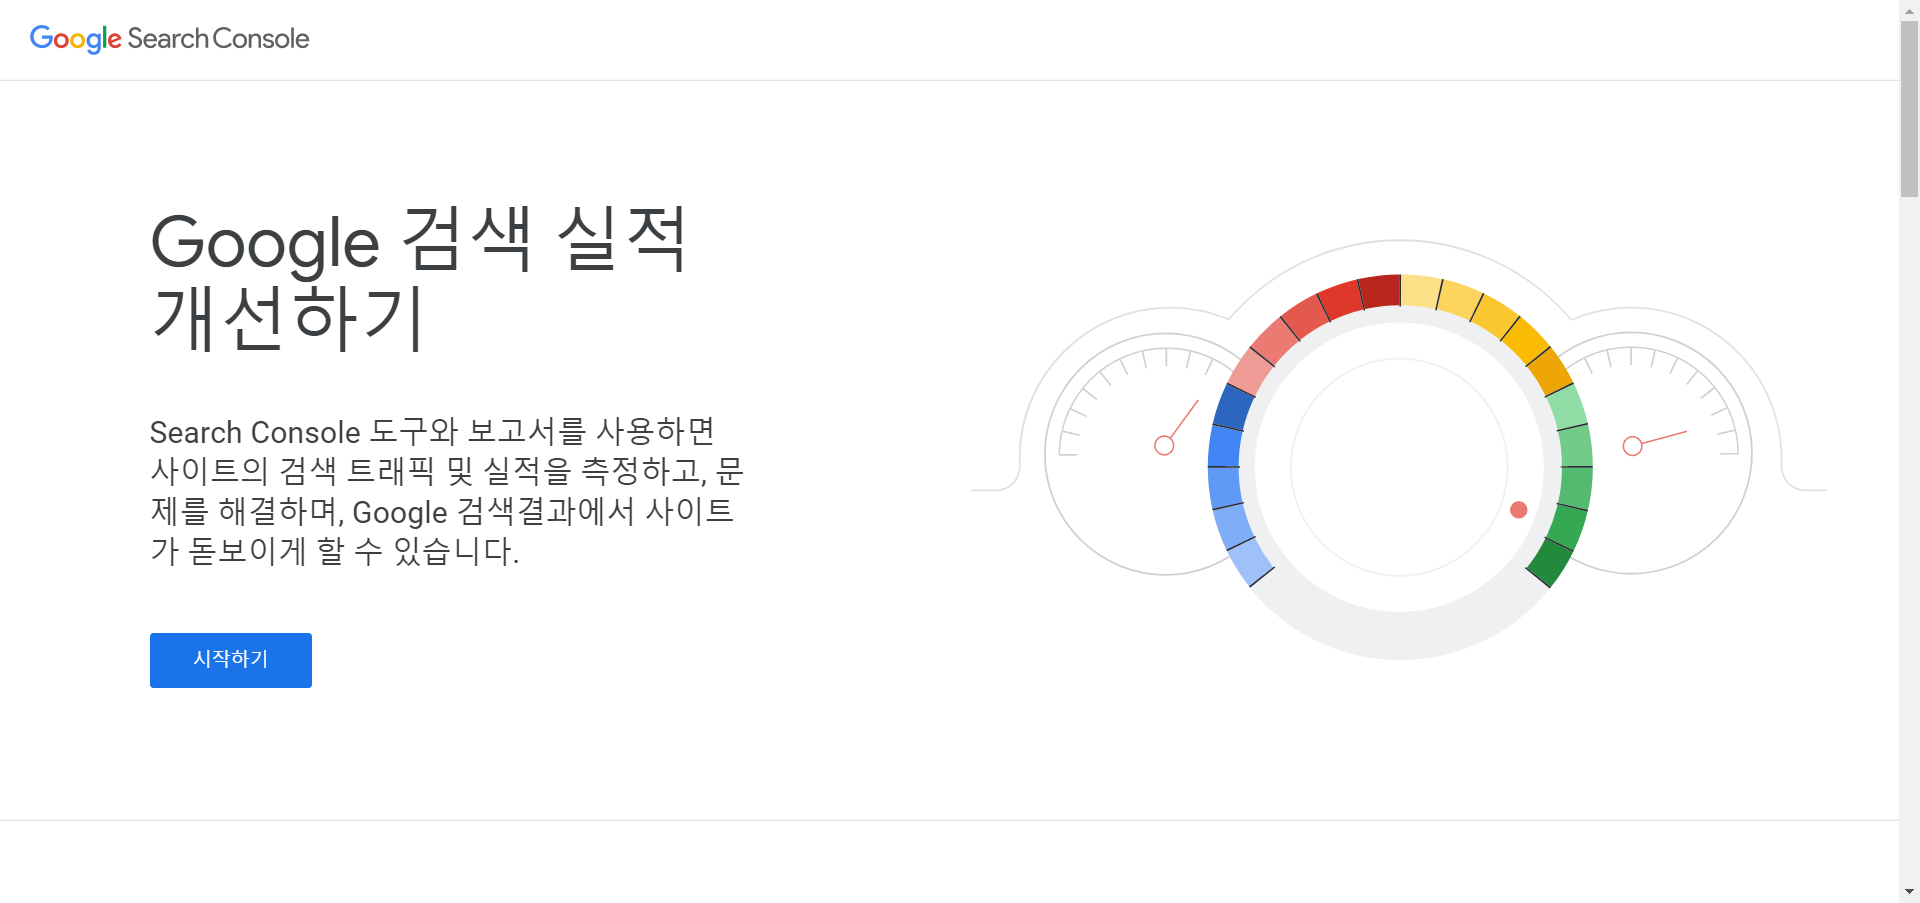 Google Search Console
Google 검색 실적
개선하기
Search Console 도구와 보고서를 사용하면
사이트의 검색 트래픽 및 실적을 측정하고, 문
제를 해결하며, Google 검색결과에서 사이트
가 돋보이게 할 수 있습니다.
시작하기